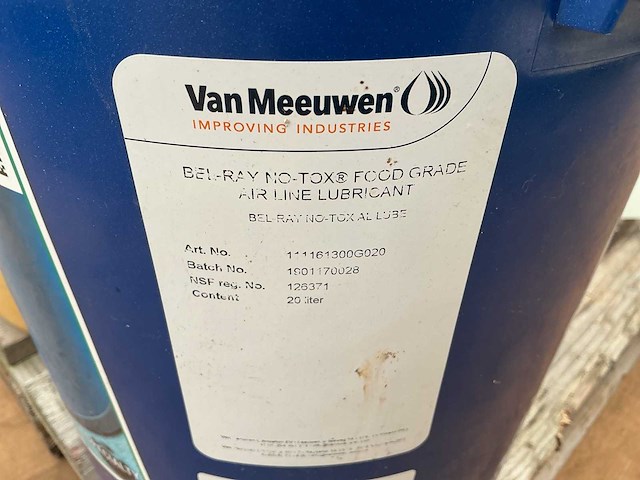 Van Meeuwen®
IMPROVING INDUSTRIES
BEL-RAY NO-TOX® FOOD GRADE
AIR LINE LUBRICANT
BEL-RAY NO-TOX AL LUBE
Art. No. 111161300G020
Batch No. 1901170028
NSF reg. No. 126371
Content 20 liter